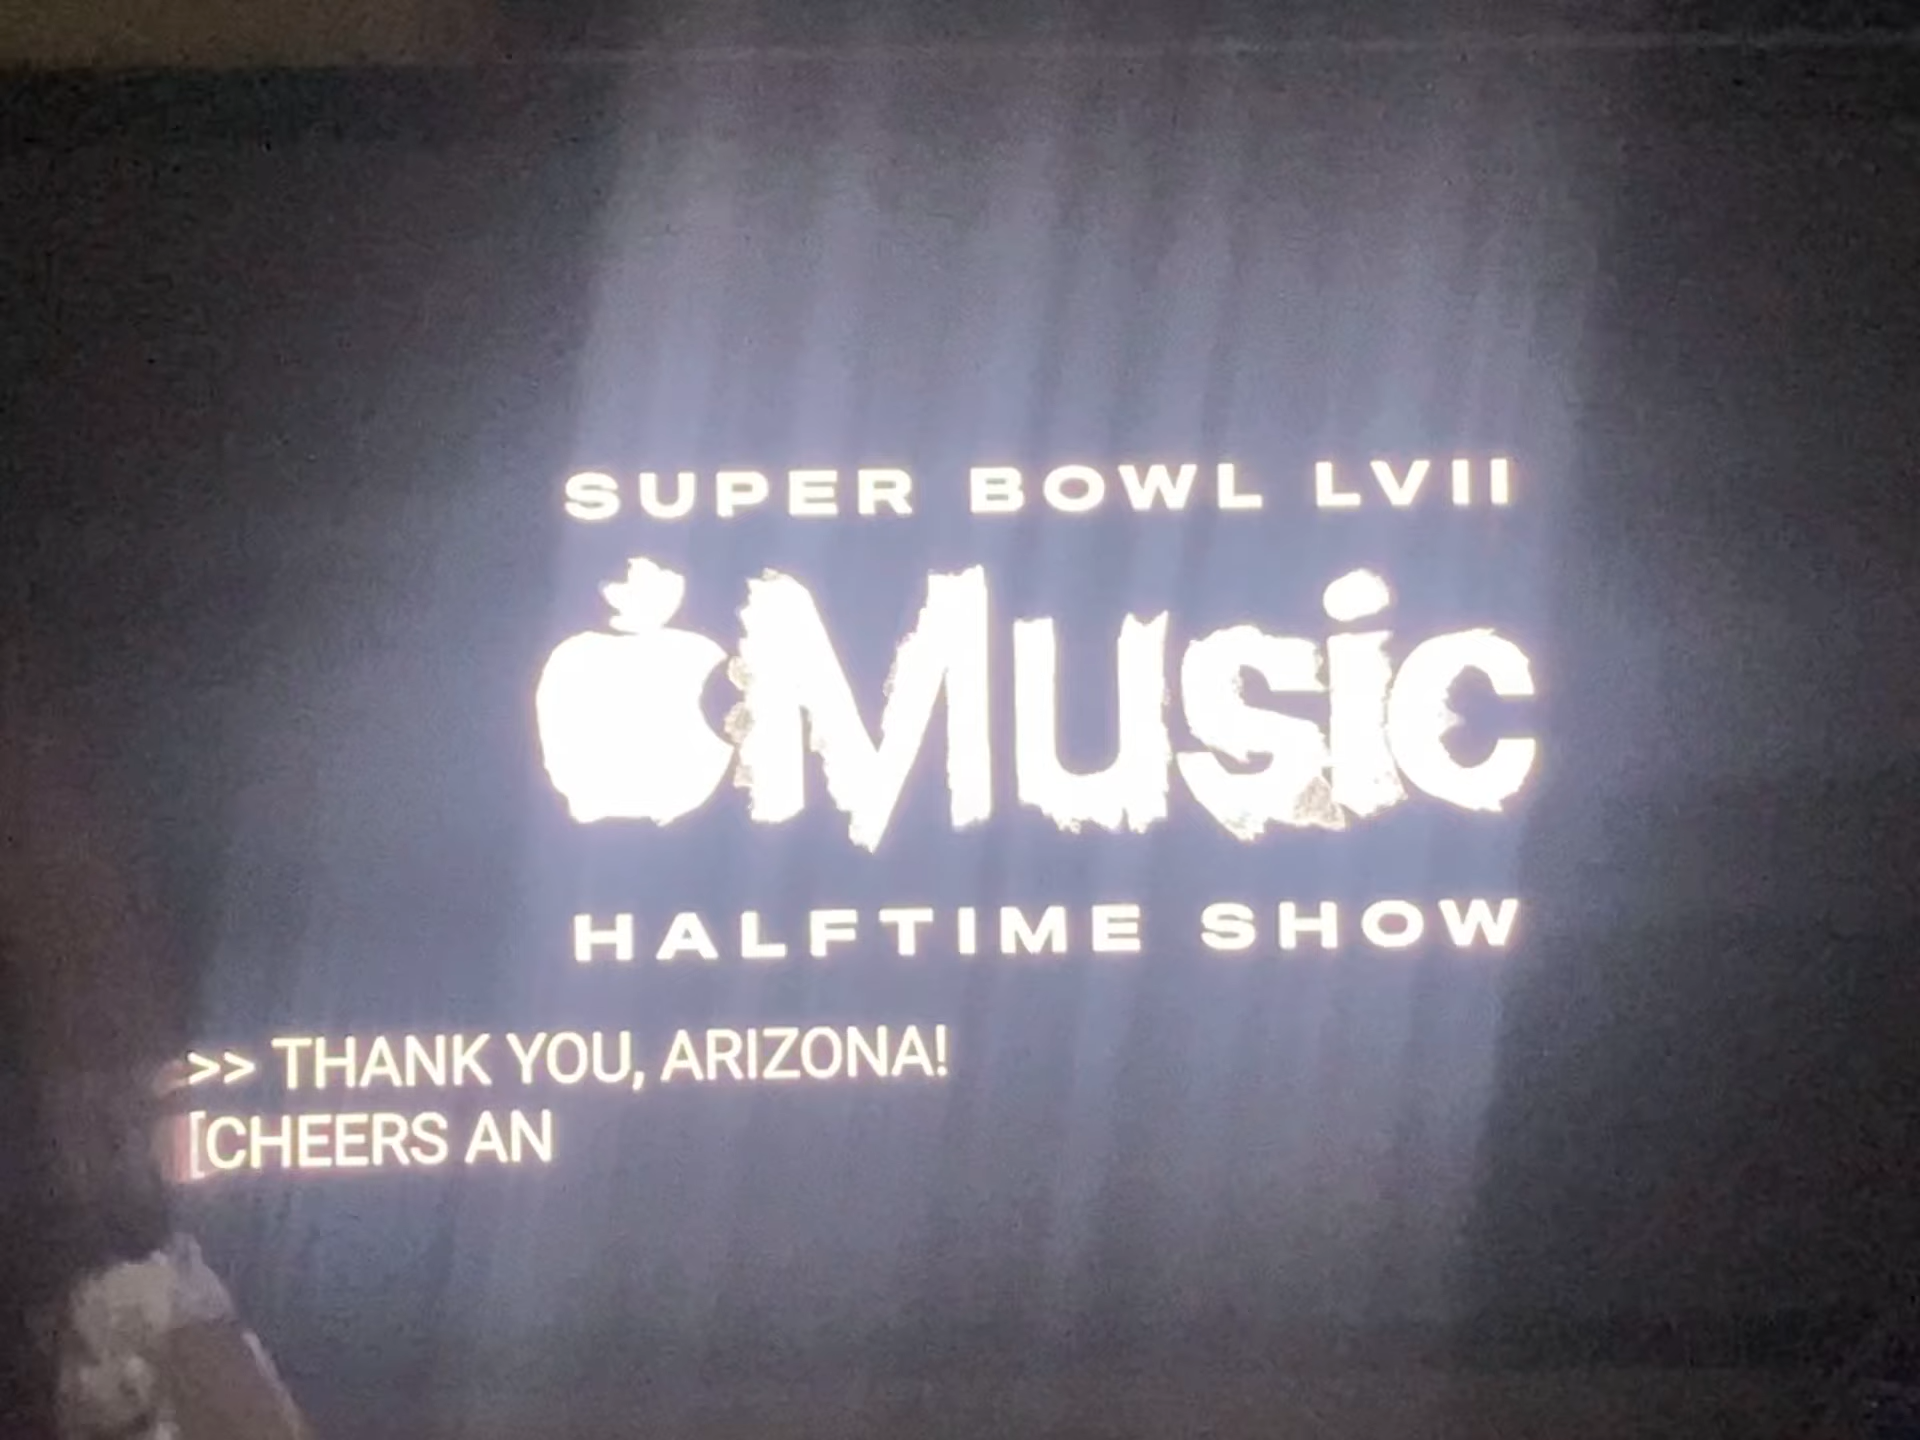 SUPER BOWL LVII
Music
HALFTIME SHOW
>> THANK YOU, ARIZONA!
[CHEERS AN